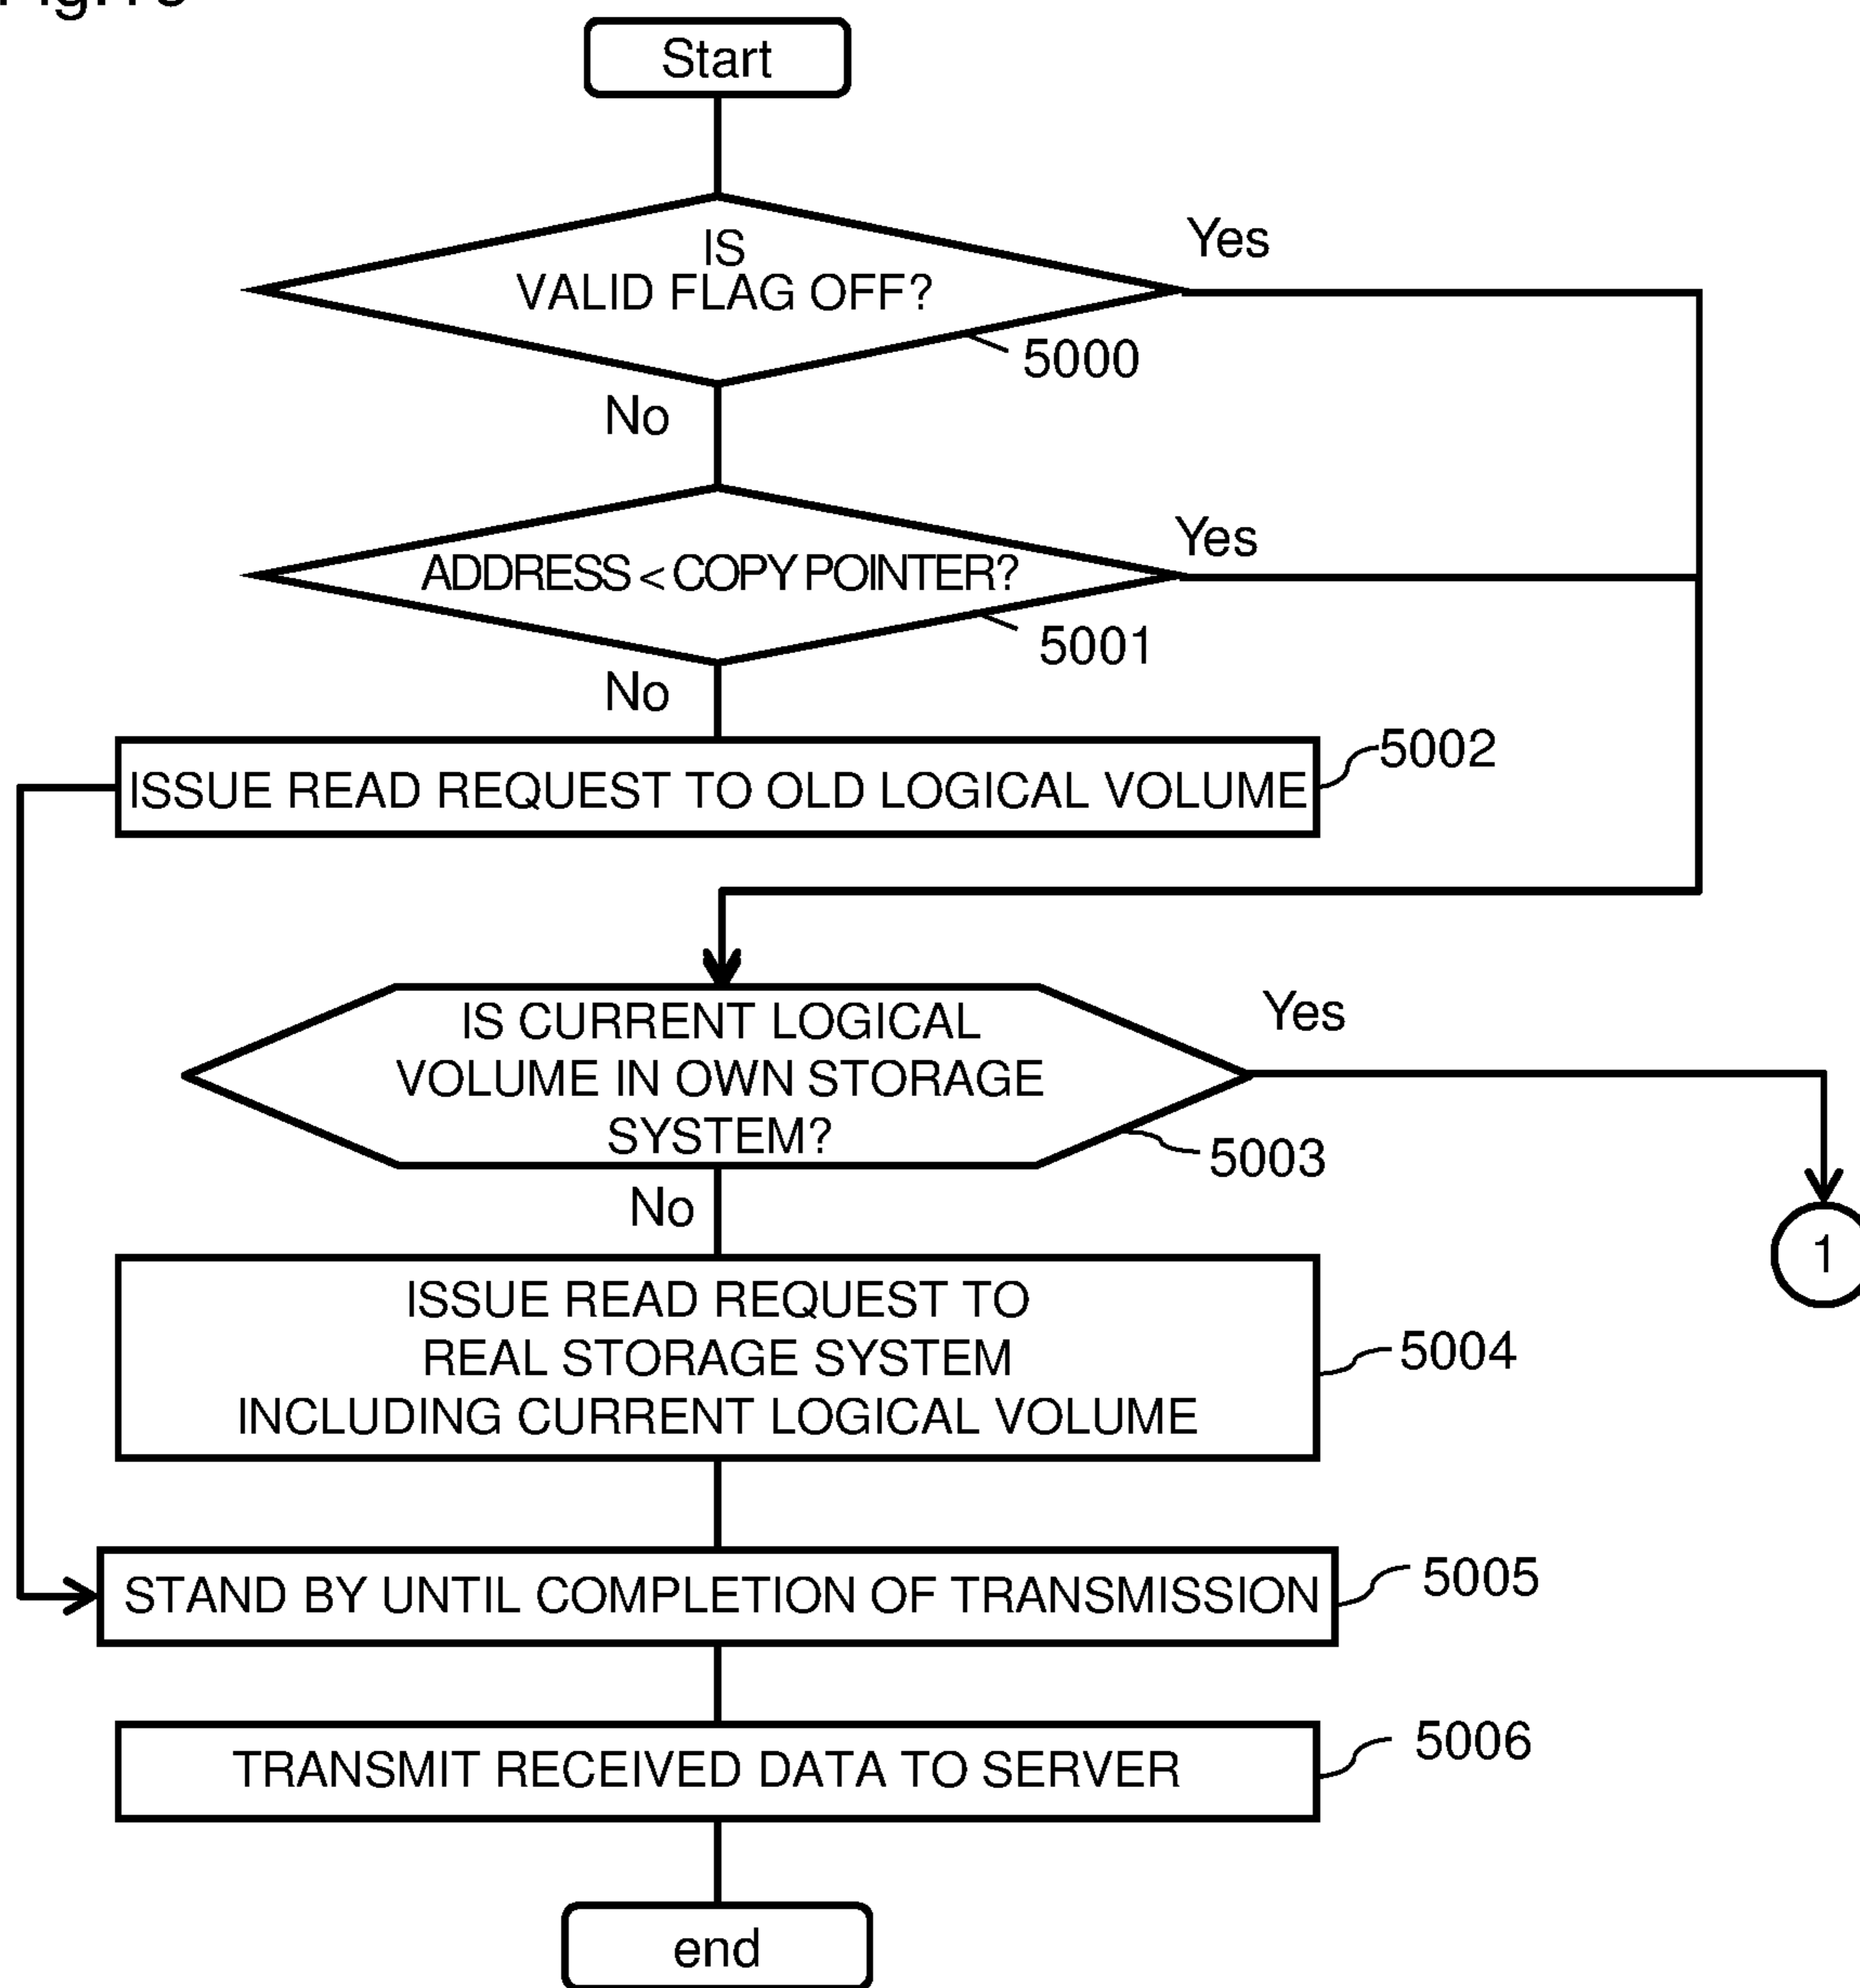 Start
IS
VALID FLAG OFF?
Yes
5000
No
ADDRESS < COPY POINTER?
Yes
5001
No
ISSUE READ REQUEST TO OLD LOGICAL VOLUME
5002
IS CURRENT LOGICAL
VOLUME IN OWN STORAGE
SYSTEM?
Yes
5003
No
1
ISSUE READ REQUEST TO
REAL STORAGE SYSTEM
INCLUDING CURRENT LOGICAL VOLUME
5004
STAND BY UNTIL COMPLETION OF TRANSMISSION
5005
TRANSMIT RECEIVED DATA TO SERVER
5006
end